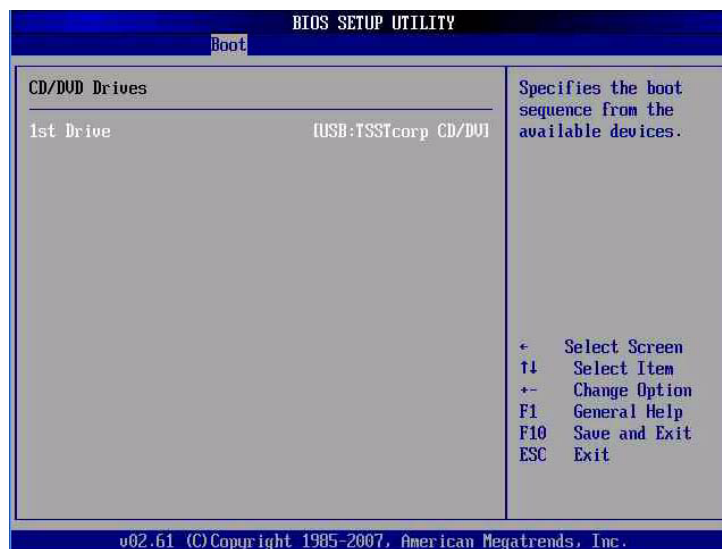 BIOS SETUP UTILITY
Boot
CD/DVD Drives
1st Drive [USB:TSSTcorp CD/DV]
Specifies the boot
sequence from the
available devices.
← Select Screen
↑↓ Select Item
+- Change Option
F1 General Help
F10 Save and Exit
ESC Exit
v02.61 (C)Copyright 1985-2007, American Megatrends, Inc.